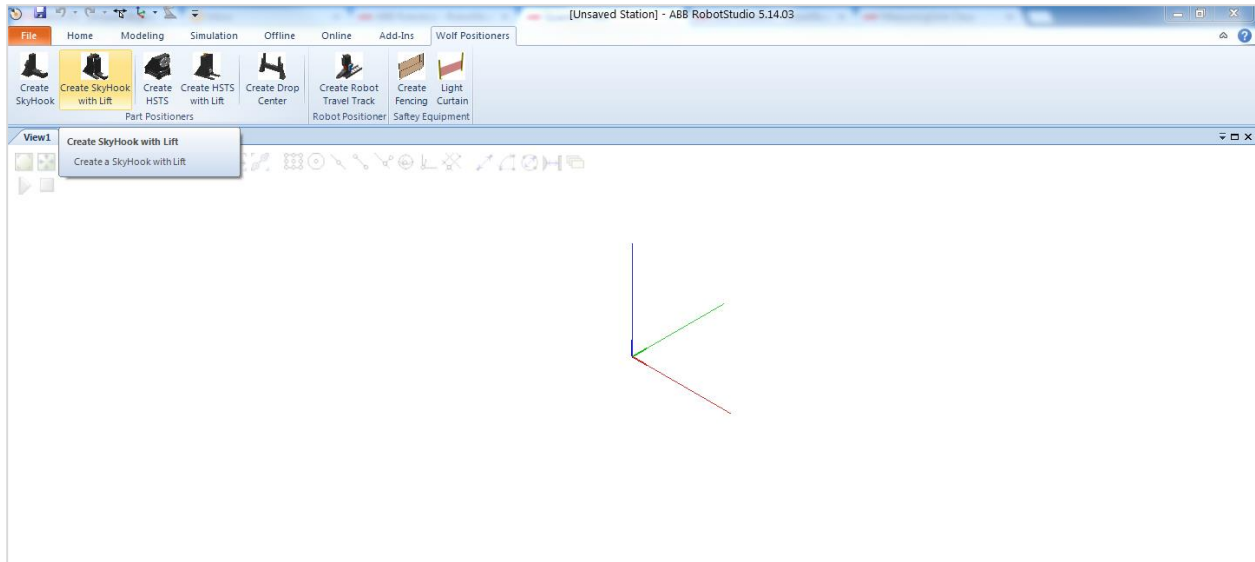 [Unsaved Station] - ABB RobotStudio 5.14.03
File Home Modeling Simulation Offline Online Add-Ins Wolf Positioners
Create SkyHook
Create SkyHook with Lift
Create HSTS
Create HSTS with Lift
Create Drop Center
Create Robot Travel Track
Create Fencing
Light Curtain
Part Positioners Robot Positioner Saftey Equipment
View1
Create SkyHook with Lift
Create a SkyHook with Lift